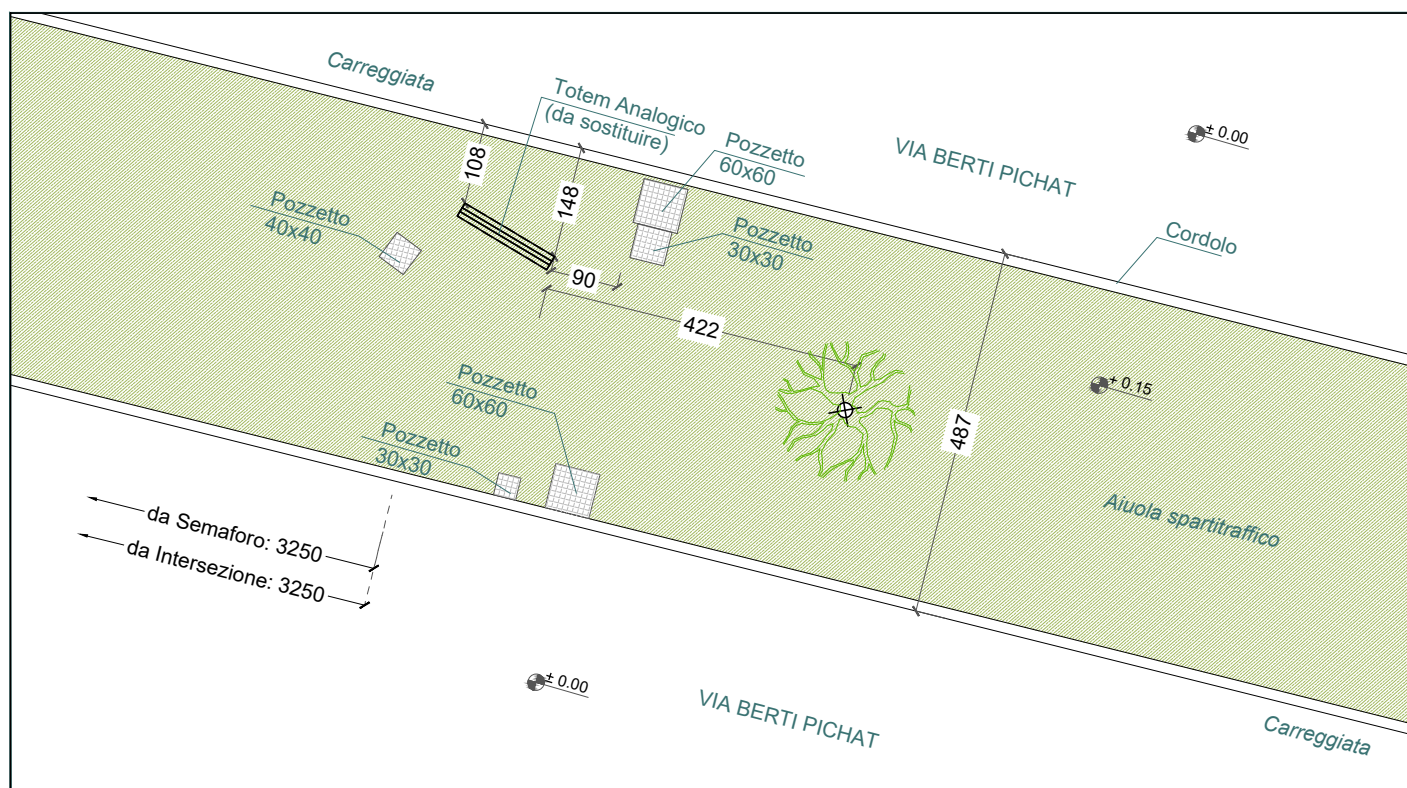 Carreggiata
Totem Analogico
(da sostituire)
Pozzetto
60x60
VIA BERTI PICHAT
± 0.00
108
148
Pozzetto
40x40
Pozzetto
30x30
Cordolo
90
422
+ 0.15
487
Pozzetto
60x60
Pozzetto
30x30
Aiuola spartitraffico
da Semaforo: 3250
da Intersezione: 3250
± 0.00
VIA BERTI PICHAT
Carreggiata